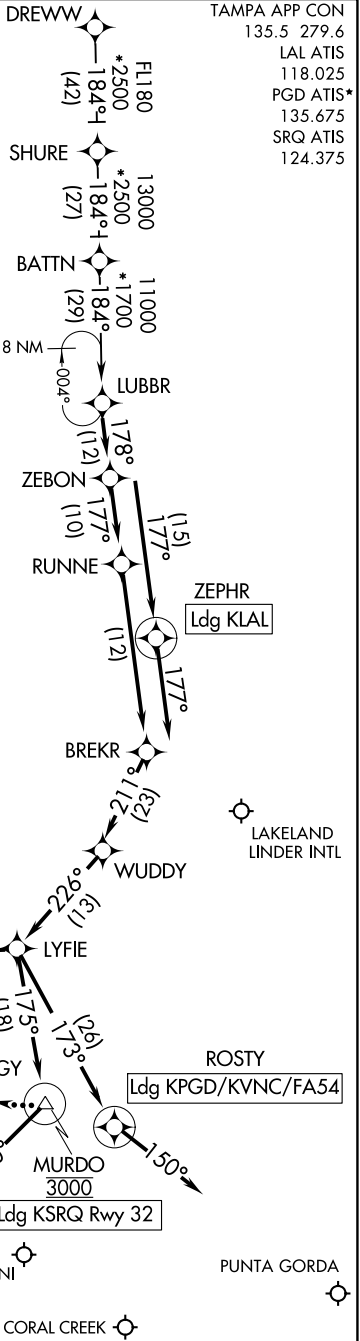 DREWW
TAMPA APP CON
135.5 279.6
LAL ATIS
118.025
PGD ATIS*
135.675
SRQ ATIS
124.375
FL180
*2500
184°
(42)
SHURE
13000
*2500
184°
(27)
BATTN
11000
*1700
184°
(29)
8 NM
004°
LUBBR
178°
(12)
ZEBON
177°
(10)
(15)
177°
RUNNE
ZEPHR
Ldg KLAL
(12)
177°
BREKR
211°
(23)
LAKELAND
LINDER INTL
WUDDY
226°
(13)
LYFIE
175°
(18)
(26)
173°
GY
ROSTY
Ldg KPGD/KVNC/FA54
150°
MURDO
3000
Ldg KSRQ Rwy 32
NI
PUNTA GORDA
CORAL CREEK